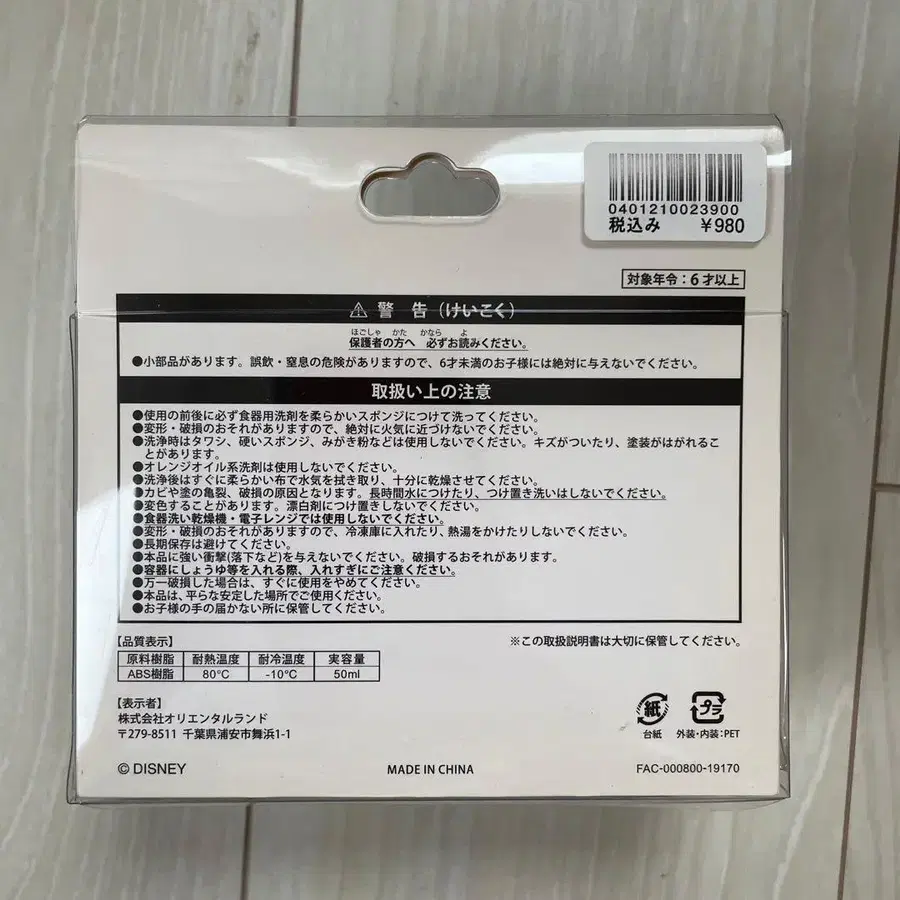 0401210023900
税込み ￥980
対象年令：6才以上
⚠ 警 告（けいこく）
ほごしゃ かた かなら よ
保護者の方へ 必ずお読みください。
●小部品があります。誤飲・窒息の危険がありますので、6才未満のお子様には絶対に与えないでください。
取扱い上の注意
●使用の前後に必ず食器用洗剤を柔らかいスポンジにつけて洗ってください。
●変形・破損のおそれがありますので、絶対に火気に近づけないでください。
●洗浄時はタワシ、硬いスポンジ、みがき粉などは使用しないでください。キズがついたり、塗装がはがれるこ
とがあります。
●オレンジオイル系洗剤は使用しないでください。
●洗浄後はすぐに柔らかい布で水気を拭き取り、十分に乾燥させてください。
●カビや塗の亀裂、破損の原因となります。長時間水につけたり、つけ置き洗いはしないでください。
●変色することがあります。漂白剤につけ置きしないでください。
●食器洗い乾燥機・電子レンジでは使用しないでください。
●変形・破損のおそれがありますので、冷凍庫に入れたり、熱湯をかけたりしないでください。
●長期保存は避けてください。
●本品に強い衝撃(落下など)を与えないでください。破損するおそれがあります。
●容器にしょうゆ等を入れる際、入れすぎにご注意ください。
●万一破損した場合は、すぐに使用をやめてください。
●本品は、平らな安定した場所でご使用ください。
●お子様の手の届かない所に保管してください。
【品質表示】
※この取扱説明書は大切に保管してください。
原料樹脂 耐熱温度 耐冷温度 実容量
ABS樹脂 80℃ -10℃ 50ml
【表示者】
株式会社オリエンタルランド
〒279-8511 千葉県浦安市舞浜1-1
紙 プラ
台紙 外装・内装：PET
© DISNEY MADE IN CHINA FAC-000800-19170